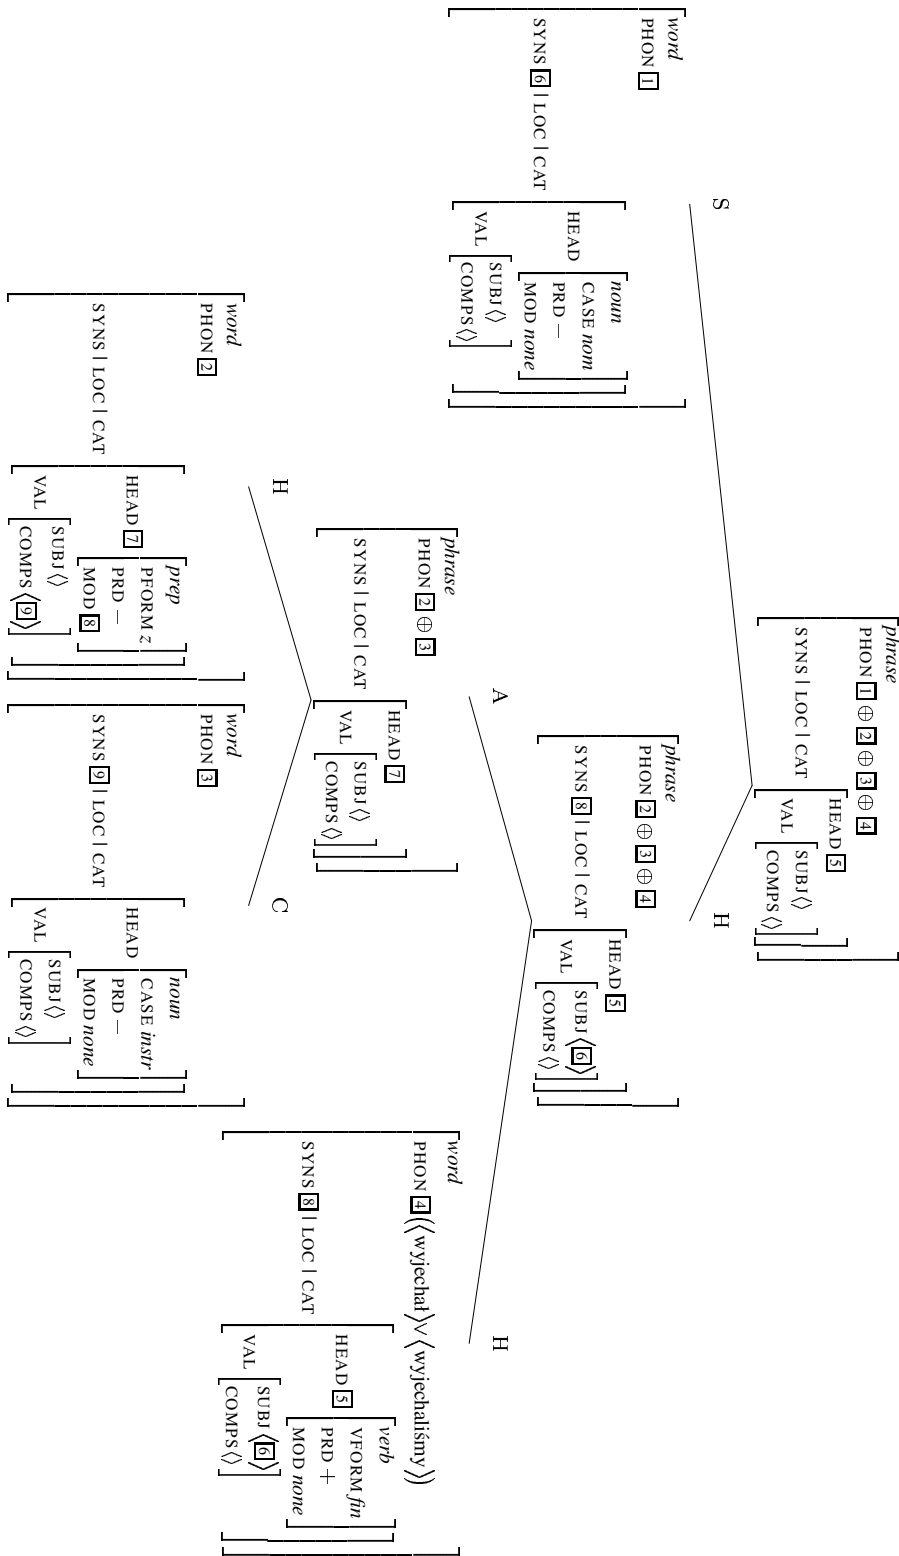 phrase
PHON 1 ⊕ 2 ⊕ 3 ⊕ 4
SYNS | LOC | CAT
HEAD 5
VAL
SUBJ ⟨⟩
COMPS ⟨⟩
S
H
word
PHON 1
SYNS 6 | LOC | CAT
HEAD
noun
CASE nom
PRD −
MOD none
VAL
SUBJ ⟨⟩
COMPS ⟨⟩
phrase
PHON 2 ⊕ 3 ⊕ 4
SYNS 8 | LOC | CAT
HEAD 5
VAL
SUBJ ⟨6⟩
COMPS ⟨⟩
A
H
phrase
PHON 2 ⊕ 3
SYNS | LOC | CAT
HEAD 7
VAL
SUBJ ⟨⟩
COMPS ⟨⟩
word
PHON 4 (⟨wyjechał⟩ ∨ ⟨wyjechaliśmy⟩)
SYNS 8 | LOC | CAT
HEAD 5
verb
VFORM fin
PRD +
MOD none
VAL
SUBJ ⟨6⟩
COMPS ⟨⟩
H
C
word
PHON 2
SYNS | LOC | CAT
HEAD 7
prep
PFORM z
PRD −
MOD 8
VAL
SUBJ ⟨⟩
COMPS ⟨9⟩
word
PHON 3
SYNS 9 | LOC | CAT
HEAD
noun
CASE instr
PRD −
MOD none
VAL
SUBJ ⟨⟩
COMPS ⟨⟩